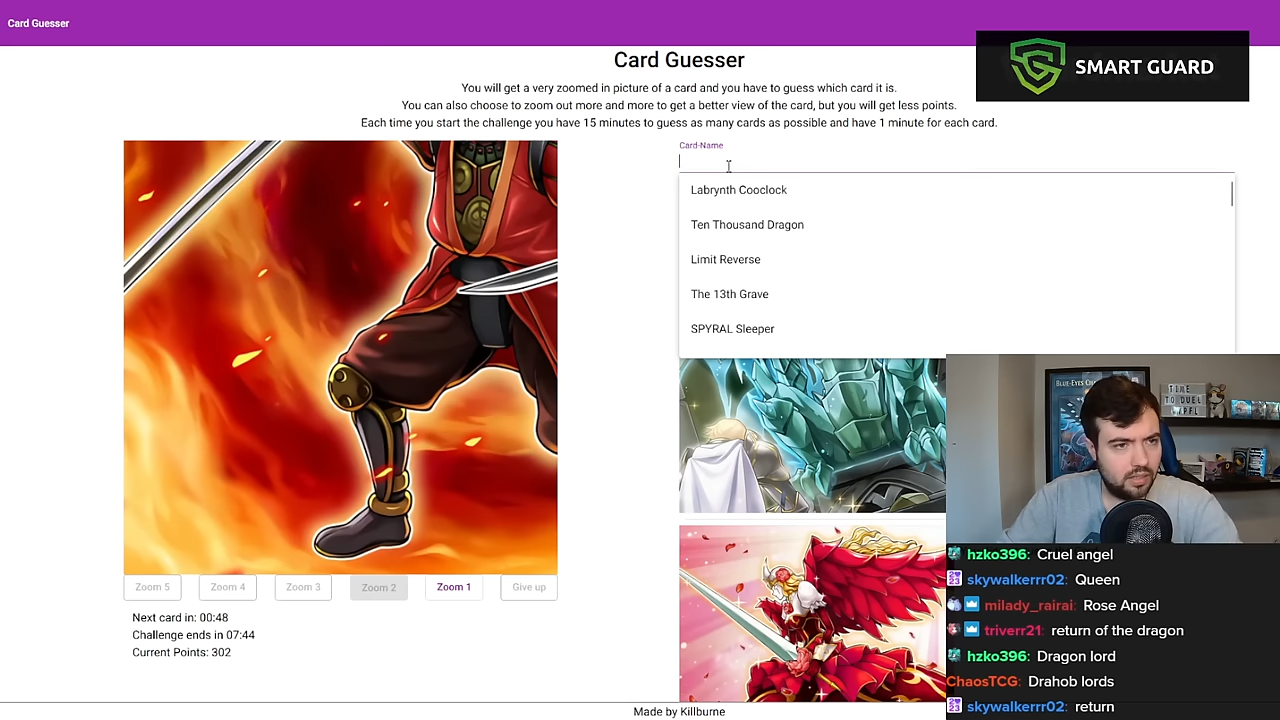 Card Guesser
SMART GUARD
Card Guesser
You will get a very zoomed in picture of a card and you have to guess which card it is.
You can also choose to zoom out more and more to get a better view of the card, but you will get less points.
Each time you start the challenge you have 15 minutes to guess as many cards as possible and have 1 minute for each card.
Card-Name
Labrynth Cooclock
Ten Thousand Dragon
Limit Reverse
The 13th Grave
SPYRAL Sleeper
Zoom 5
Zoom 4
Zoom 3
Zoom 2
Zoom 1
Give up
Next card in: 00:48
Challenge ends in 07:44
Current Points: 302
BLUE-EYES
TIME
TO DUEL
hzko396: Cruel angel
skywalkerrr02: Queen
milady_rairai: Rose Angel
triverr21: return of the dragon
hzko396: Dragon lord
ChaosTCG: Drahob lords
skywalkerrr02: return
Made by Killburne